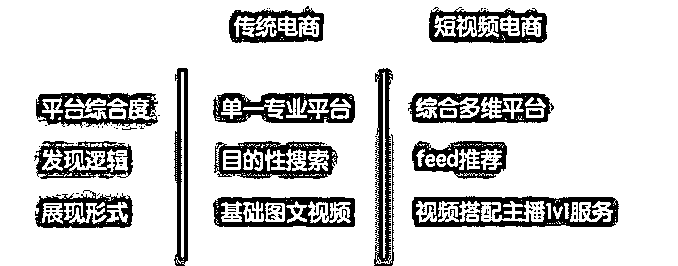 传统电商 短视频电商
平台综合度 单一专业平台 综合多维平台
发现逻辑 目的性搜索 feed推荐
展现形式 基础图文视频 视频搭配主播1v1服务